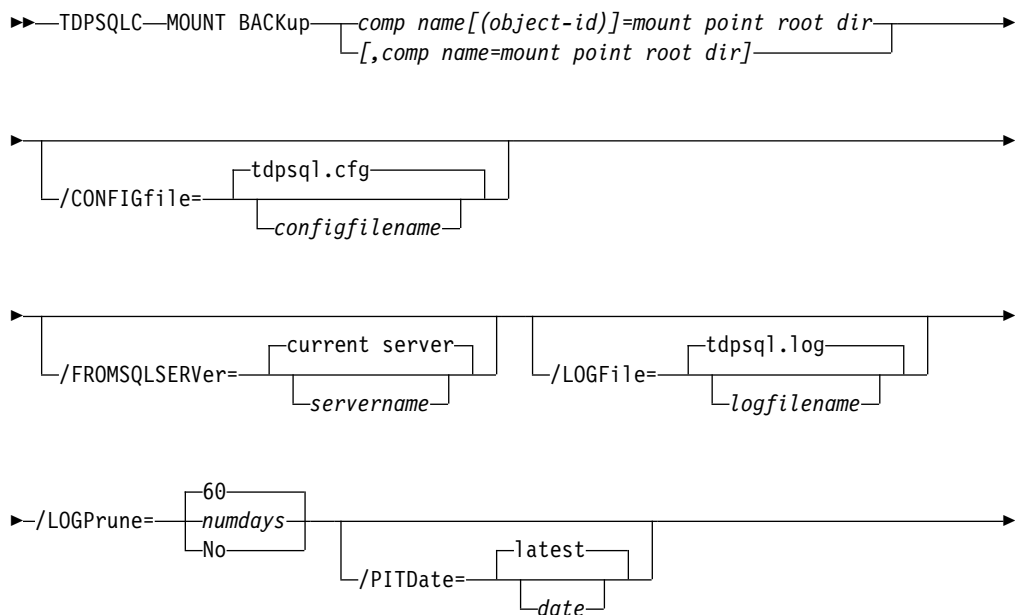 TDPSQLC MOUNT BACKup comp name[(object-id)]=mount point root dir
[,comp name=mount point root dir]
tdpsql.cfg
/CONFIGfile=
configfilename
current server tdpsql.log
/FROMSQLSERVer= /LOGFile=
servername logfilename
60
/LOGPrune= numdays
No latest
/PITDate=
date